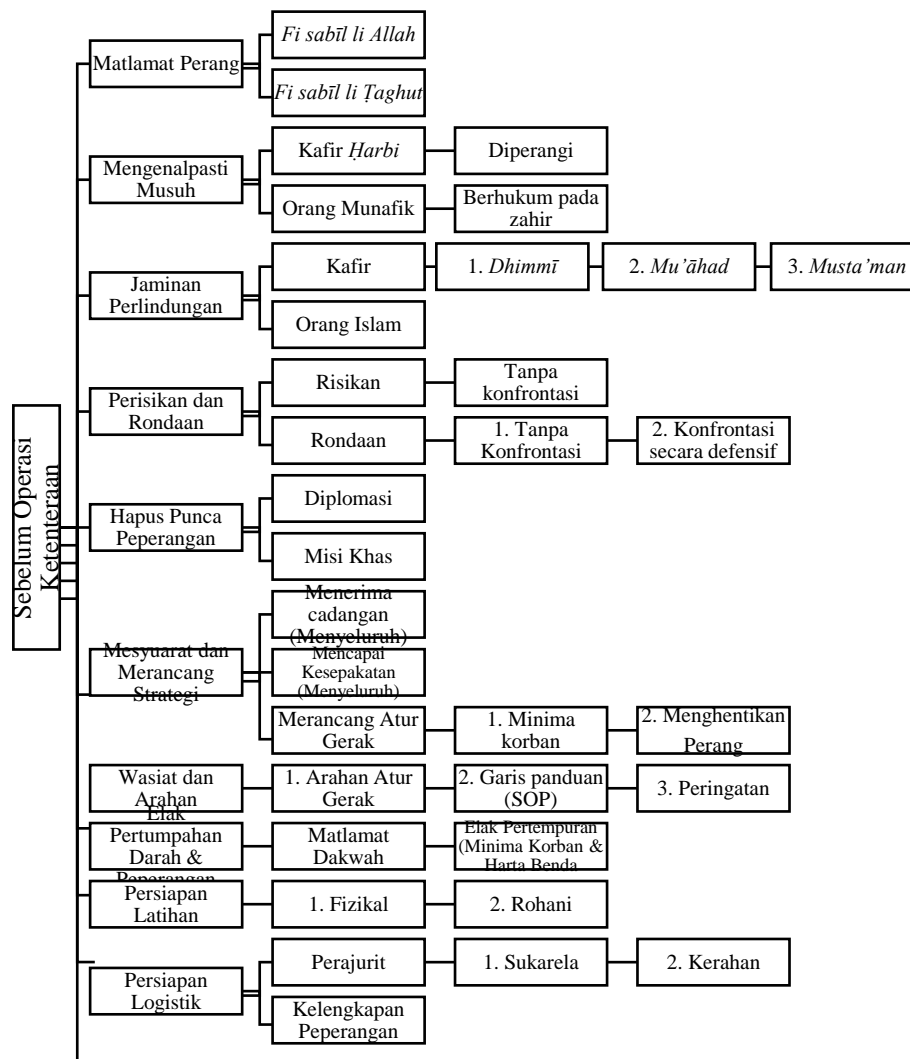 Sebelum Operasi
Ketenteraan
Matlamat Perang
Fi sabīl li Allah
Fi sabīl li Ṭaghut
Mengenalpasti
Musuh
Kafir Ḥarbi
Diperangi
Orang Munafik
Berhukum pada
zahir
Jaminan
Perlindungan
Kafir
1. Dhimmī
2. Mu’āhad
3. Musta’man
Orang Islam
Perisikan dan
Rondaan
Risikan
Tanpa
konfrontasi
Rondaan
1. Tanpa
Konfrontasi
2. Konfrontasi
secara defensif
Hapus Punca
Peperangan
Diplomasi
Misi Khas
Mesyuarat dan
Merancang
Strategi
Menerima
cadangan
(Menyeluruh)
Mencapai
Kesepakatan
(Menyeluruh)
Merancang Atur
Gerak
1. Minima
korban
2. Menghentikan
Perang
Wasiat dan
Arahan
1. Arahan Atur
Gerak
2. Garis panduan
(SOP)
3. Peringatan
Elak
Pertumpahan
Darah &
Peperangan
Matlamat
Dakwah
Elak Pertempuran
(Minima Korban &
Harta Benda
Persiapan
Latihan
1. Fizikal
2. Rohani
Persiapan
Logistik
Perajurit
1. Sukarela
2. Kerahan
Kelengkapan
Peperangan